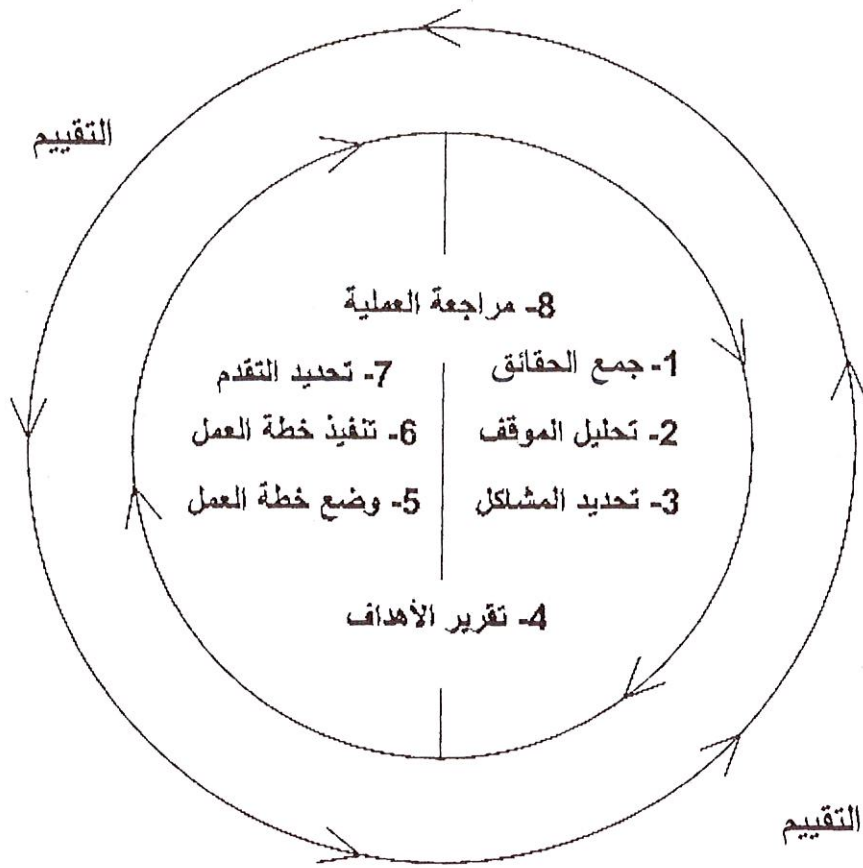 التقييم
8- مراجعة العملية
1- جمع الحقائق
7- تحديد التقدم
2- تحليل الموقف
6- تنفيذ خطة العمل
3- تحديد المشاكل
5- وضع خطة العمل
4- تقرير الأهداف
التقييم